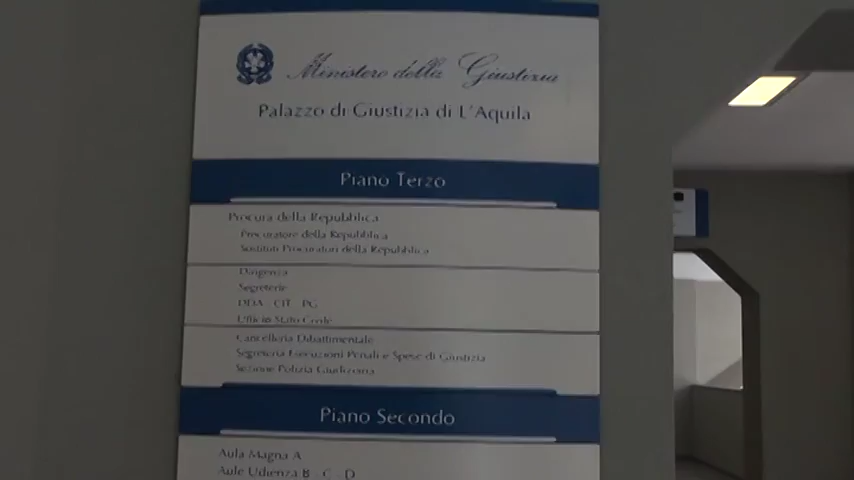 Ministero della Giustizia
Palazzo di Giustizia di L'Aquila
Piano Terzo
Procura della Repubblica
Procuratore della Repubblica
Sostituti Procuratori della Repubblica
Dirigenza
Segreterie
DDA - CIT - PG
Ufficio Stato Civile
Cancelleria Dibattimentale
Segreteria Esecuzioni Penali e Spese di Giustizia
Sezione Polizia Giudiziaria
Piano Secondo
Aula Magna A
Aule Udienza B - C - D